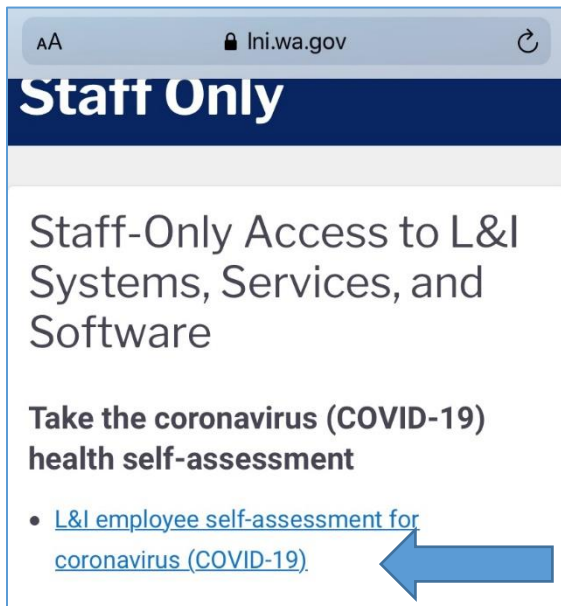 AA lni.wa.gov
Staff Only
Staff-Only Access to L&I
Systems, Services, and
Software
Take the coronavirus (COVID-19)
health self-assessment
• L&I employee self-assessment for
coronavirus (COVID-19)